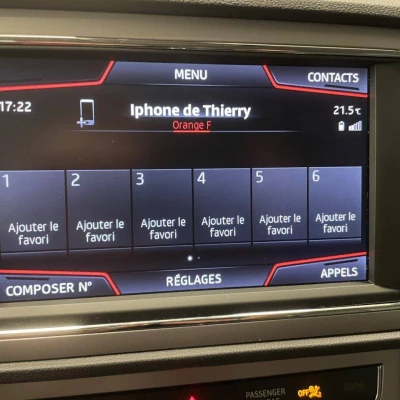 MENU
CONTACTS
17:22
Iphone de Thierry
21.5°C
Orange F
1
2
3
4
5
6
Ajouter le
favori
Ajouter le
favori
Ajouter le
favori
Ajouter le
favori
Ajouter le
favori
Ajouter le
favori
COMPOSER N°
RÉGLAGES
APPELS
PASSENGER
OFF